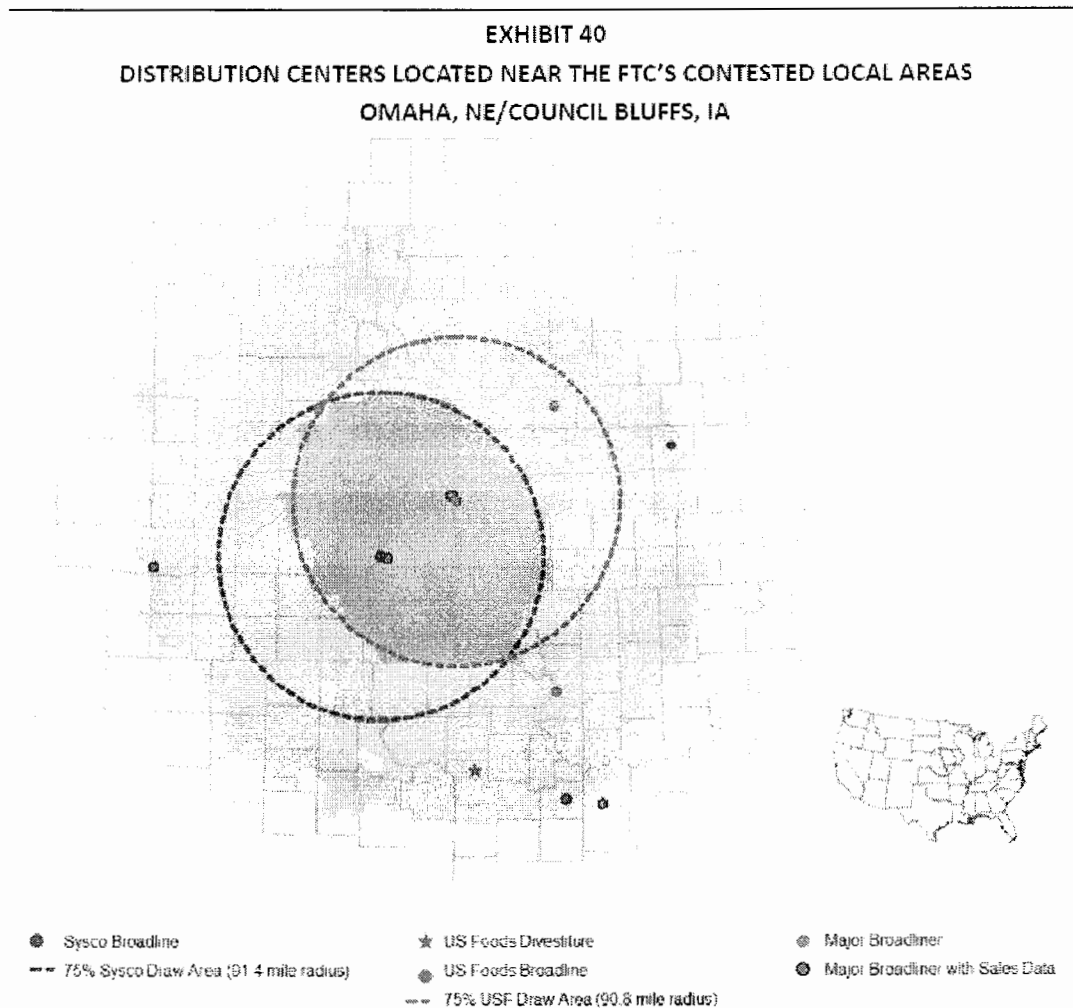 EXHIBIT 40
DISTRIBUTION CENTERS LOCATED NEAR THE FTC'S CONTESTED LOCAL AREAS
OMAHA, NE/COUNCIL BLUFFS, IA
Sysco Broadline
75% Sysco Draw Area (91.4 mile radius)
US Foods Divestiture
US Foods Broadline
75% USF Draw Area (90.8 mile radius)
Major Broadliner
Major Broadliner with Sales Data